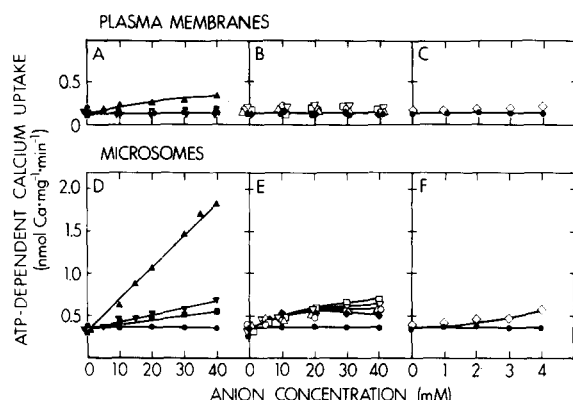 PLASMA MEMBRANES
A B C
0.5
0
MICROSOMES
D E F
2.0
1.5
1.0
0.5
0
0 10 20 30 40 0 10 20 30 40 0 1 2 3 4
ANION CONCENTRATION (mM)
ATP-DEPENDENT CALCIUM UPTAKE
(nmol Ca·mg⁻¹·min⁻¹)